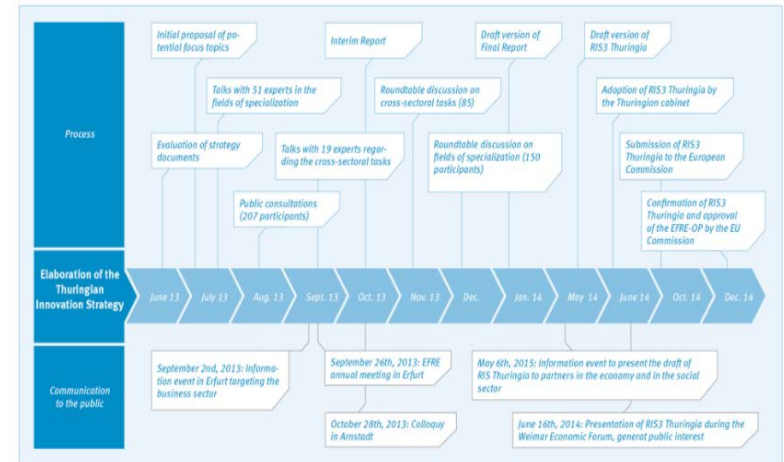 Process
Initial proposal of po-
tential focus topics
Talks with 51 experts in the
fields of specialization
Evaluation of strategy
documents
Public consultations
(207 participants)
Interim Report
Talks with 19 experts regar-
ding the cross-sectoral tasks
Roundtable discussion on
cross-sectoral tasks (85)
Draft version of
Final Report
Roundtable discussion on
fields of specialization (150
participants)
Draft version of
RIS3 Thuringia
Adoption of RIS3 Thuringia by
the Thuringian cabinet
Submission of RIS3
Thuringia to the European
Commission
Confirmation of RIS3
Thuringia and approval
of the EFRE-OP by the EU
Commission
Elaboration of the
Thuringian
Innovation Strategy
June 13
July 13
Aug. 13
Sept. 13
Oct. 13
Nov. 13
Dec.
Jan. 14
May 14
June 14
Oct. 14
Dec. 14
Communication
to the public
September 2nd, 2013: Informa-
tion event in Erfurt targeting the
business sector
September 26th, 2013: EFRE
annual meeting in Erfurt
October 28th, 2013: Colloquy
in Arnstadt
May 6th, 2015: Information event to present the draft of
RIS Thuringia to partners in the economy and in the social
sector
June 16th, 2014: Presentation of RIS3 Thuringia during the
Weimar Economic Forum, general public interest